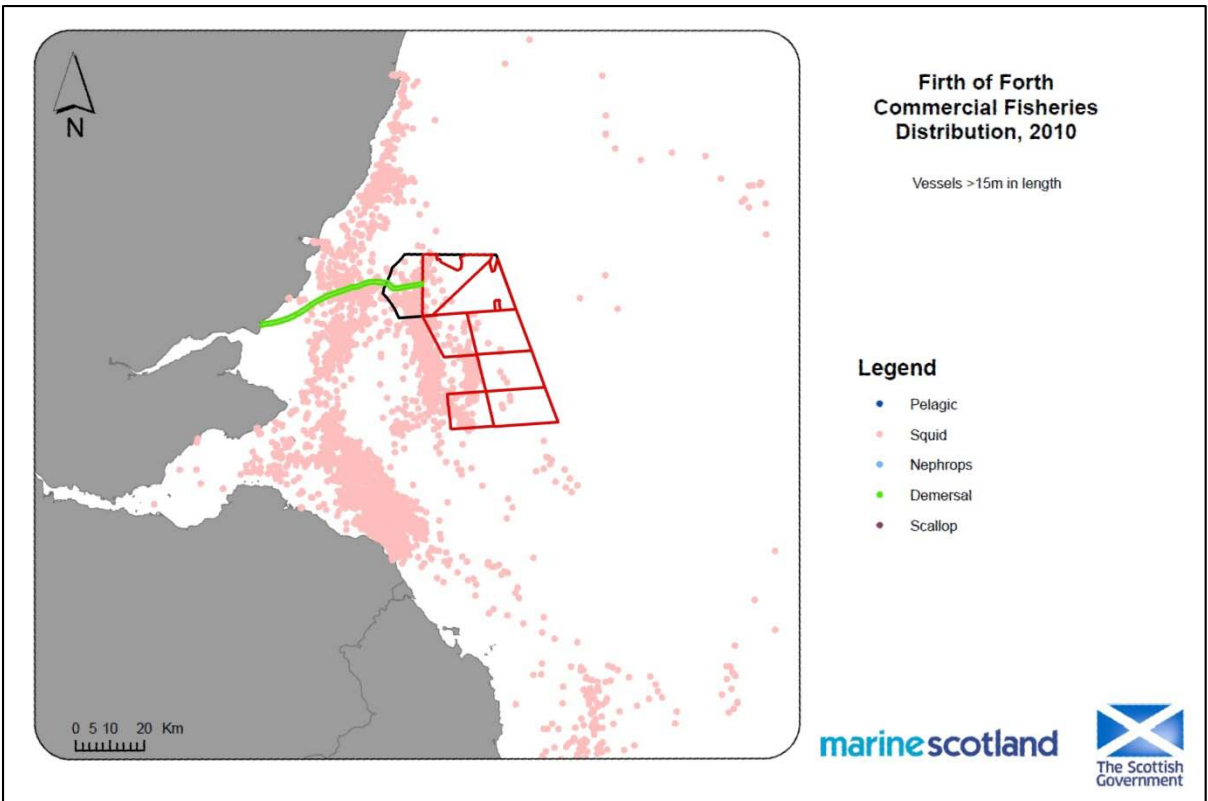 Firth of Forth
Commercial Fisheries
Distribution, 2010
Vessels >15m in length
N
Legend
Pelagic
Squid
Nephrops
Demersal
Scallop
0 5 10 20 Km
marinescotland
The Scottish
Government